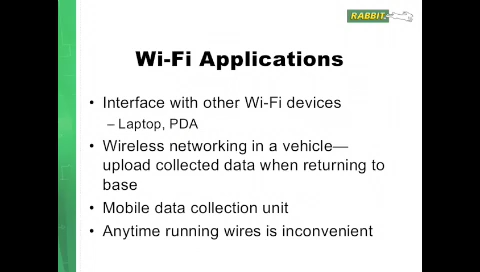 RABBIT
Wi-Fi Applications
• Interface with other Wi-Fi devices
– Laptop, PDA
• Wireless networking in a vehicle—
upload collected data when returning to
base
• Mobile data collection unit
• Anytime running wires is inconvenient